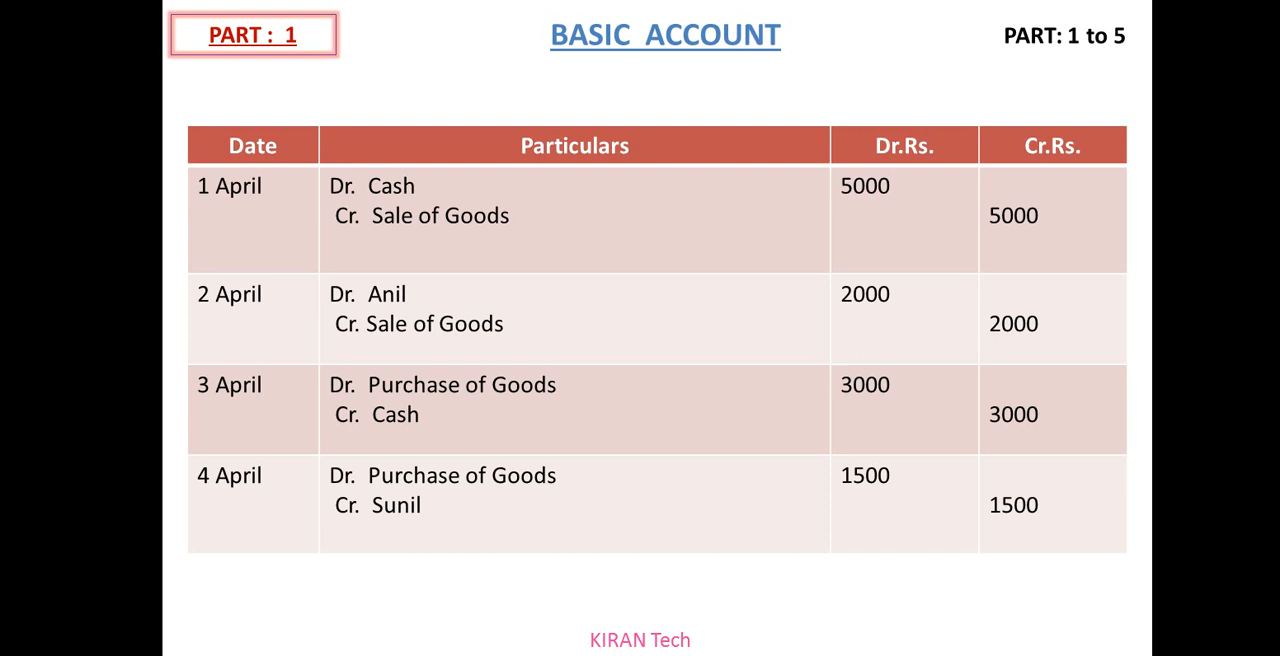 PART :  1
BASIC  ACCOUNT
PART: 1 to 5
Date Particulars Dr.Rs. Cr.Rs.
1 April Dr.  Cash 5000
Cr.  Sale of Goods 5000
2 April Dr.  Anil 2000
Cr. Sale of Goods 2000
3 April Dr.  Purchase of Goods 3000
Cr.  Cash 3000
4 April Dr.  Purchase of Goods 1500
Cr.  Sunil 1500
KIRAN Tech